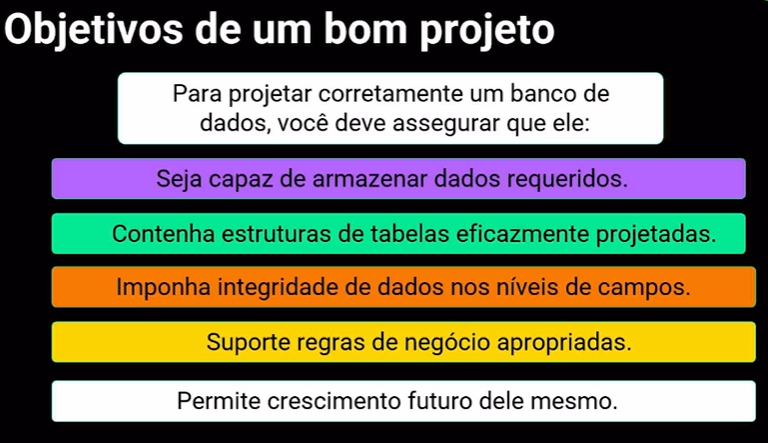 Objetivos de um bom projeto
Para projetar corretamente um banco de
dados, você deve assegurar que ele:
Seja capaz de armazenar dados requeridos.
Contenha estruturas de tabelas eficazmente projetadas.
Imponha integridade de dados nos níveis de campos.
Suporte regras de negócio apropriadas.
Permite crescimento futuro dele mesmo.